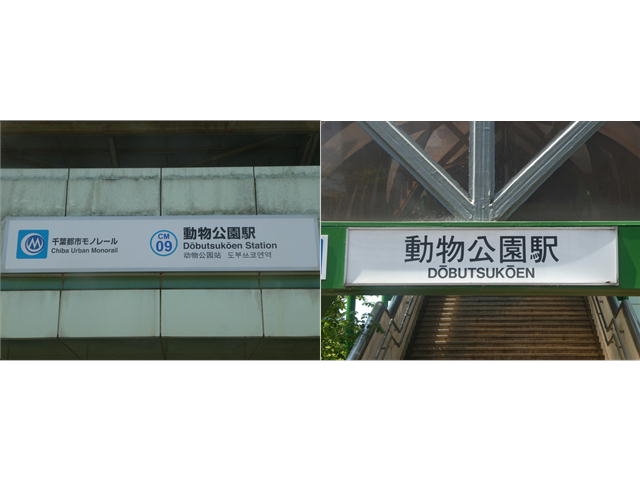 千葉都市モノレール
Chiba Urban Monorail
CM
09
動物公園駅
Dōbutsukōen Station
动物公园站 도부쓰코엔역
動物公園駅
DŌBUTSUKŌEN